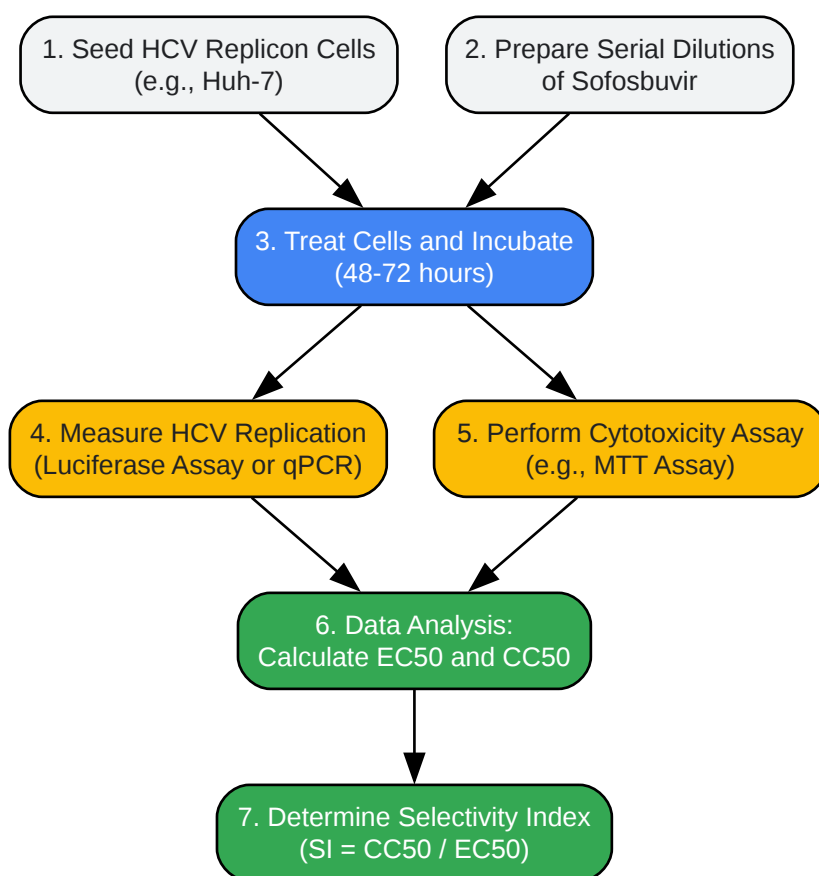 1. Seed HCV Replicon Cells
(e.g., Huh-7)
2. Prepare Serial Dilutions
of Sofosbuvir
3. Treat Cells and Incubate
(48-72 hours)
4. Measure HCV Replication
(Luciferase Assay or qPCR)
5. Perform Cytotoxicity Assay
(e.g., MTT Assay)
6. Data Analysis:
Calculate EC50 and CC50
7. Determine Selectivity Index
(SI = CC50 / EC50)